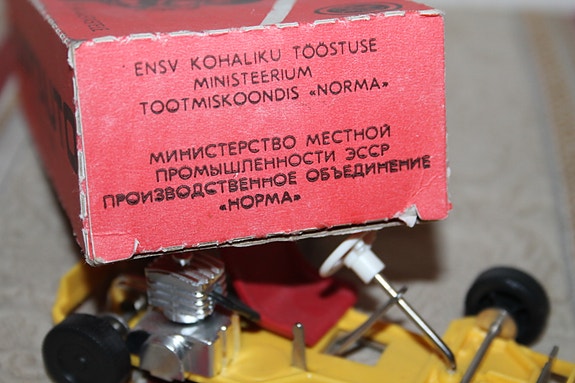 ENSV KOHALIKU TÖÖSTUSE
MINISTEERIUM
TOOTMISKOONDIS «NORMA»
МИНИСТЕРСТВО МЕСТНОЙ
ПРОМЫШЛЕННОСТИ ЭССР
ПРОИЗВОДСТВЕННОЕ ОБЪЕДИНЕНИЕ
«НОРМА»